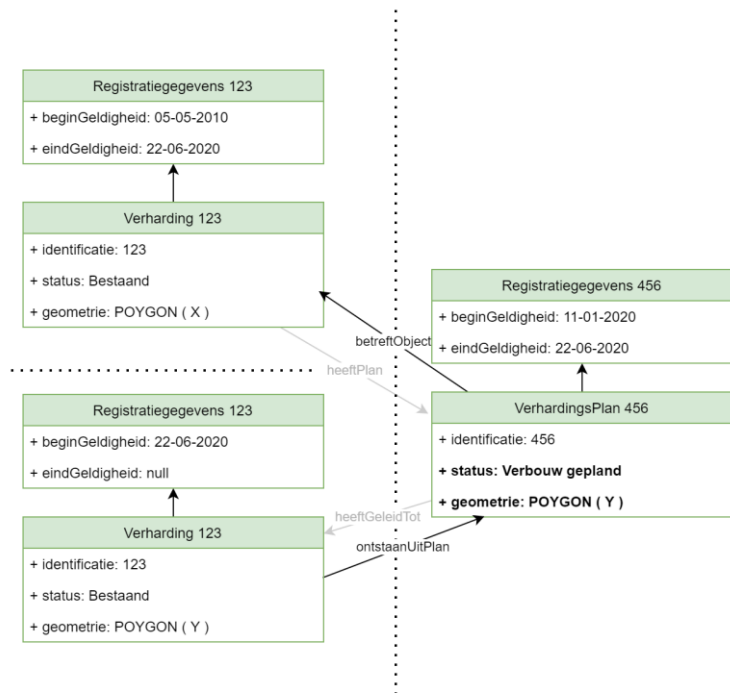 Registratiegegevens 123
+ beginGeldigheid: 05-05-2010
+ eindGeldigheid: 22-06-2020
Verharding 123
+ identificatie: 123
+ status: Bestaand
+ geometrie: POYGON ( X )
betreftObject
heeftPlan
Registratiegegevens 456
+ beginGeldigheid: 11-01-2020
+ eindGeldigheid: 22-06-2020
VerhardingsPlan 456
+ identificatie: 456
+ status: Verbouw gepland
+ geometrie: POYGON ( Y )
Registratiegegevens 123
+ beginGeldigheid: 22-06-2020
+ eindGeldigheid: null
heeftGeleidTot
ontstaanUitPlan
Verharding 123
+ identificatie: 123
+ status: Bestaand
+ geometrie: POYGON ( Y )